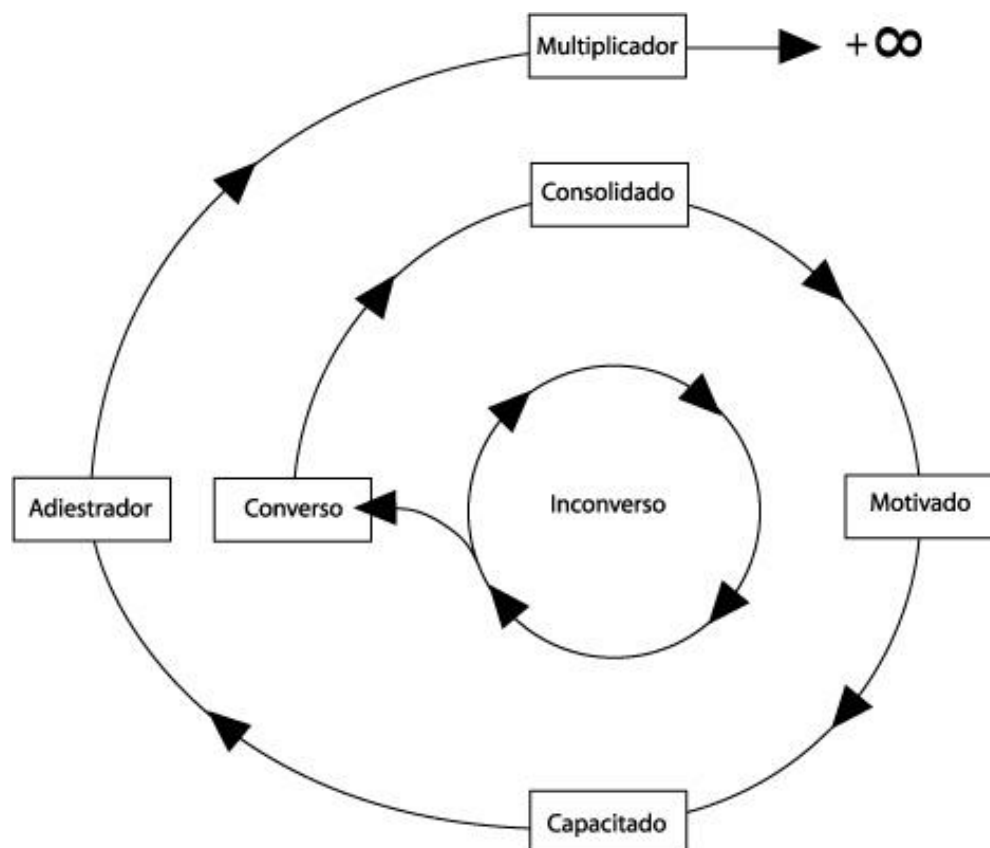 Multiplicador
+∞
Consolidado
Adiestrador
Converso
Inconverso
Motivado
Capacitado